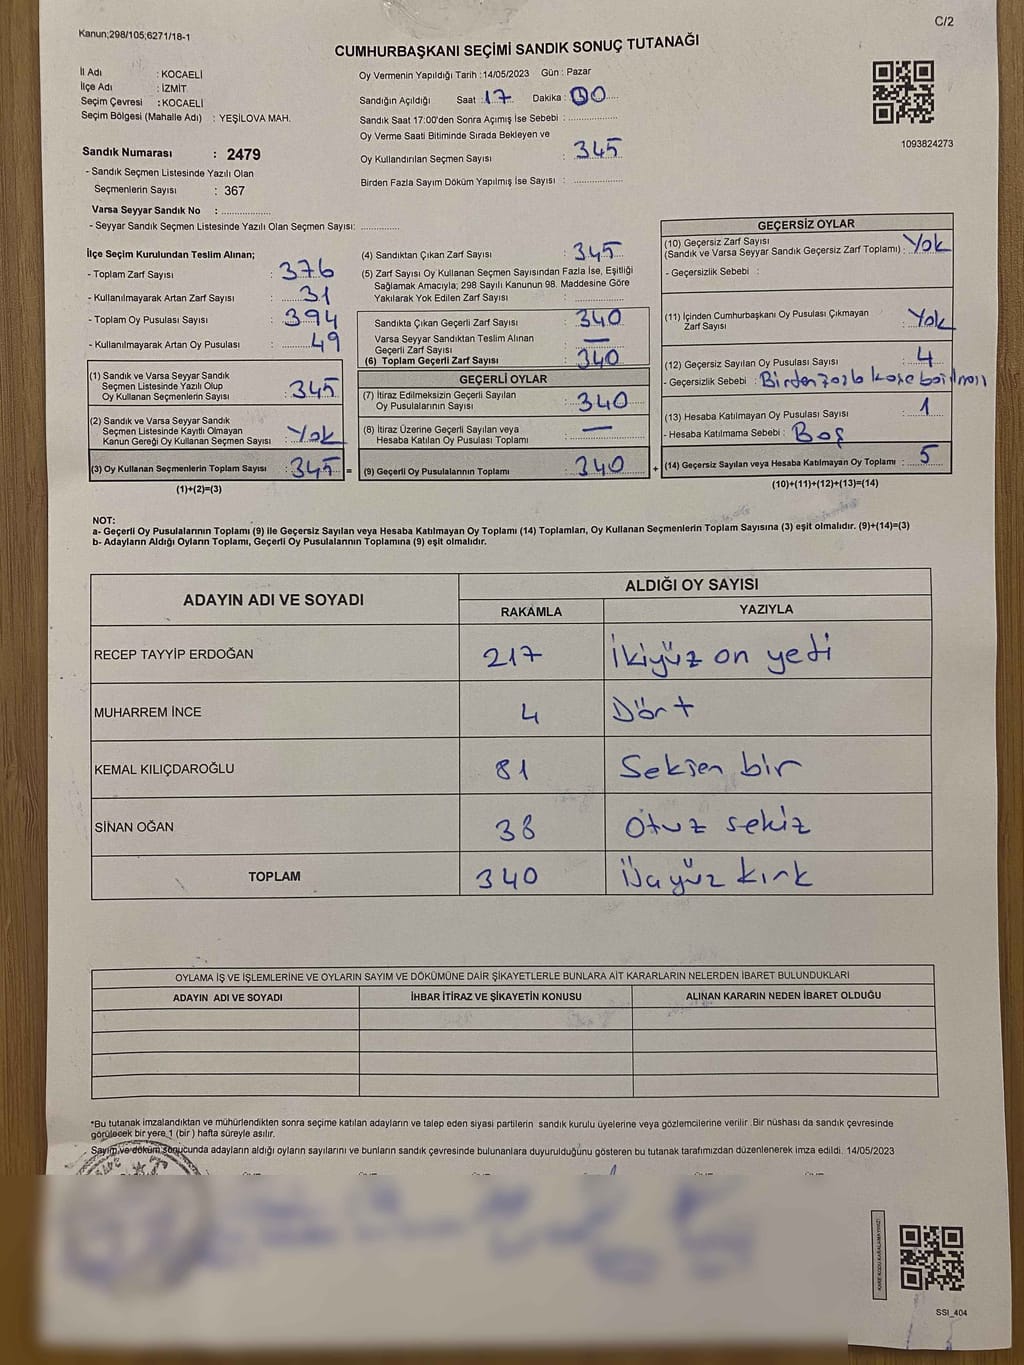 Kanun;298/105;6271/18-1
C/2
CUMHURBAŞKANI SEÇİMİ SANDIK SONUÇ TUTANAĞI
İl Adı : KOCAELİ
İlçe Adı : İZMİT
Seçim Çevresi : KOCAELİ
Seçim Bölgesi (Mahalle Adı) : YEŞİLOVA MAH.
Sandık Numarası : 2479
- Sandık Seçmen Listesinde Yazılı Olan
Seçmenlerin Sayısı : 367
Varsa Seyyar Sandık No : ...................
- Seyyar Sandık Seçmen Listesinde Yazılı Olan Seçmen Sayısı: .............
Oy Vermenin Yapıldığı Tarih :14/05/2023 Gün : Pazar
Sandığın Açıldığı Saat : 17 Dakika : 00
Sandık Saat 17:00'den Sonra Açımış İse Sebebi : ................
Oy Verme Saati Bitiminde Sırada Bekleyen ve
Oy Kullandırılan Seçmen Sayısı : 345
Birden Fazla Sayım Döküm Yapılmış İse Sayısı : ................
1093824273
İlçe Seçim Kurulundan Teslim Alınan;
- Toplam Zarf Sayısı : 376
- Kullanılmayarak Artan Zarf Sayısı : 31
- Toplam Oy Pusulası Sayısı : 394
- Kullanılmayarak Artan Oy Pusulası : 49
(1) Sandık ve Varsa Seyyar Sandık
Seçmen Listesinde Yazılı Olup
Oy Kullanan Seçmenlerin Sayısı : 345
(2) Sandık ve Varsa Seyyar Sandık
Seçmen Listesinde Kayıtlı Olmayan
Kanun Gereği Oy Kullanan Seçmen Sayısı : Yok
(3) Oy Kullanan Seçmenlerin Toplam Sayısı : 345 =
(1)+(2)=(3)
(4) Sandıktan Çıkan Zarf Sayısı : 345
(5) Zarf Sayısı Oy Kullanan Seçmen Sayısından Fazla İse, Eşitliği
Sağlamak Amacıyla; 298 Sayılı Kanunun 98. Maddesine Göre
Yakılarak Yok Edilen Zarf Sayısı : ................
Sandıkta Çıkan Geçerli Zarf Sayısı : 340
Varsa Seyyar Sandıktan Teslim Alınan
Geçerli Zarf Sayısı : —
(6) Toplam Geçerli Zarf Sayısı : 340
GEÇERLİ OYLAR
(7) İtiraz Edilmeksizin Geçerli Sayılan
Oy Pusulalarının Sayısı : 340
(8) İtiraz Üzerine Geçerli Sayılan veya
Hesaba Katılan Oy Pusulası Toplamı : —
(9) Geçerli Oy Pusulalarının Toplamı : 340 +
GEÇERSİZ OYLAR
(10) Geçersiz Zarf Sayısı
(Sandık ve Varsa Seyyar Sandık Geçersiz Zarf Toplamı) : Yok
- Geçersizlik Sebebi :
(11) İçinden Cumhurbaşkanı Oy Pusulası Çıkmayan
Zarf Sayısı : Yok
(12) Geçersiz Sayılan Oy Pusulası Sayısı : 4
- Geçersizlik Sebebi : Birden
(13) Hesaba Katılmayan Oy Pusulası Sayısı : 1
- Hesaba Katılmama Sebebi : Boş
(14) Geçersiz Sayılan veya Hesaba Katılmayan Oy Toplamı : 5
(10)+(11)+(12)+(13)=(14)
NOT:
a- Geçerli Oy Pusulalarının Toplamı (9) ile Geçersiz Sayılan veya Hesaba Katılmayan Oy Toplamı (14) Toplamları, Oy Kullanan Seçmenlerin Toplam Sayısına (3) eşit olmalıdır. (9)+(14)=(3)
b- Adayların Aldığı Oyların Toplamı, Geçerli Oy Pusulalarının Toplamına (9) eşit olmalıdır.
ADAYIN ADI VE SOYADI ALDIĞI OY SAYISI
RAKAMLA YAZIYLA
RECEP TAYYİP ERDOĞAN 217 İkiyüz on yedi
MUHARREM İNCE 4 Dört
KEMAL KILIÇDAROĞLU 81 Seksen bir
SİNAN OĞAN 38 Otuz sekiz
TOPLAM 340 Üçyüz kırk
OYLAMA İŞ VE İŞLEMLERİNE VE OYLARIN SAYIM VE DÖKÜMÜNE DAİR ŞİKAYETLERLE BUNLARA AİT KARARLARIN NELERDEN İBARET BULUNDUKLARI
ADAYIN ADI VE SOYADI İHBAR İTİRAZ VE ŞİKAYETİN KONUSU ALINAN KARARIN NEDEN İBARET OLDUĞU
*Bu tutanak imzalandıktan ve mühürlendikten sonra seçime katılan adayların ve talep eden siyasi partilerin sandık kurulu üyelerine veya gözlemcilerine verilir .Bir nüshası da sandık çevresinde
görülecek bir yere 1 (bir ) hafta süreyle asılır.
Sayım ve döküm sonucunda adayların aldığı oyların sayılarını ve bunların sandık çevresinde bulunanlara duyurulduğunu gösteren bu tutanak tarafımızdan düzenlenerek imza edildi. 14/05/2023
SSI_404